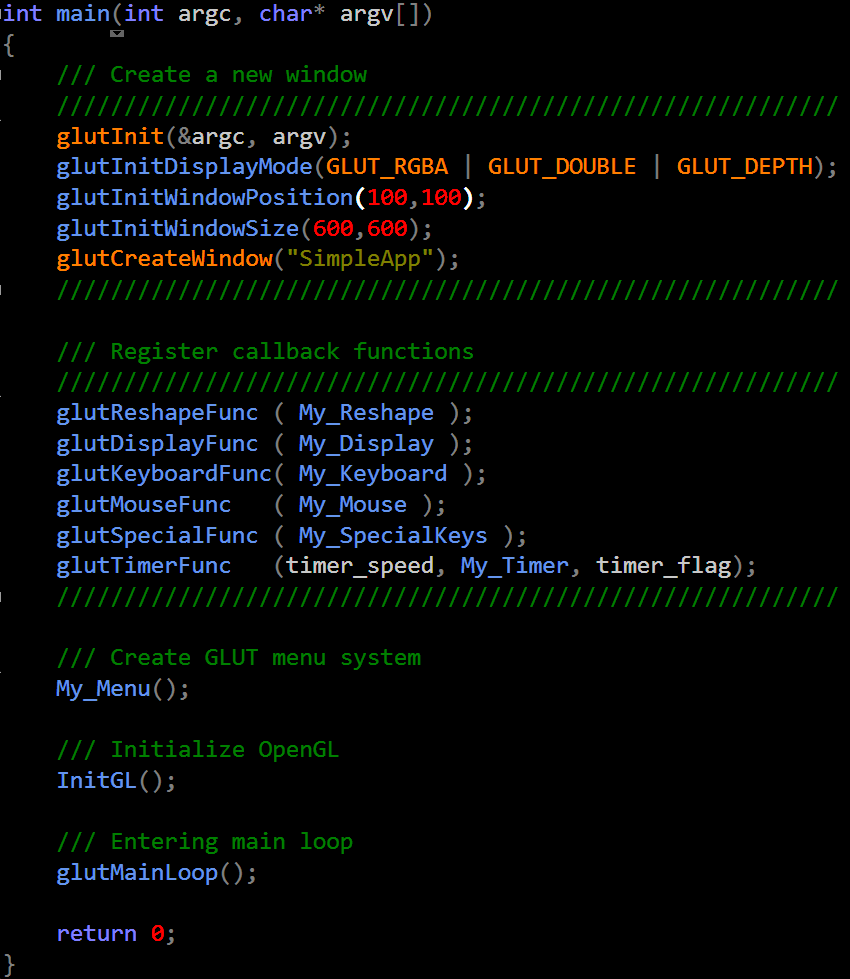 int main(int argc, char* argv[])
{
/// Create a new window
//////////////////////////////////////////////////////////
glutInit(&argc, argv);
glutInitDisplayMode(GLUT_RGBA | GLUT_DOUBLE | GLUT_DEPTH);
glutInitWindowPosition(100,100);
glutInitWindowSize(600,600);
glutCreateWindow("SimpleApp");
//////////////////////////////////////////////////////////
/// Register callback functions
//////////////////////////////////////////////////////////
glutReshapeFunc ( My_Reshape );
glutDisplayFunc ( My_Display );
glutKeyboardFunc( My_Keyboard );
glutMouseFunc   ( My_Mouse );
glutSpecialFunc ( My_SpecialKeys );
glutTimerFunc   (timer_speed, My_Timer, timer_flag);
//////////////////////////////////////////////////////////
/// Create GLUT menu system
My_Menu();
/// Initialize OpenGL
InitGL();
/// Entering main loop
glutMainLoop();
return 0;
}